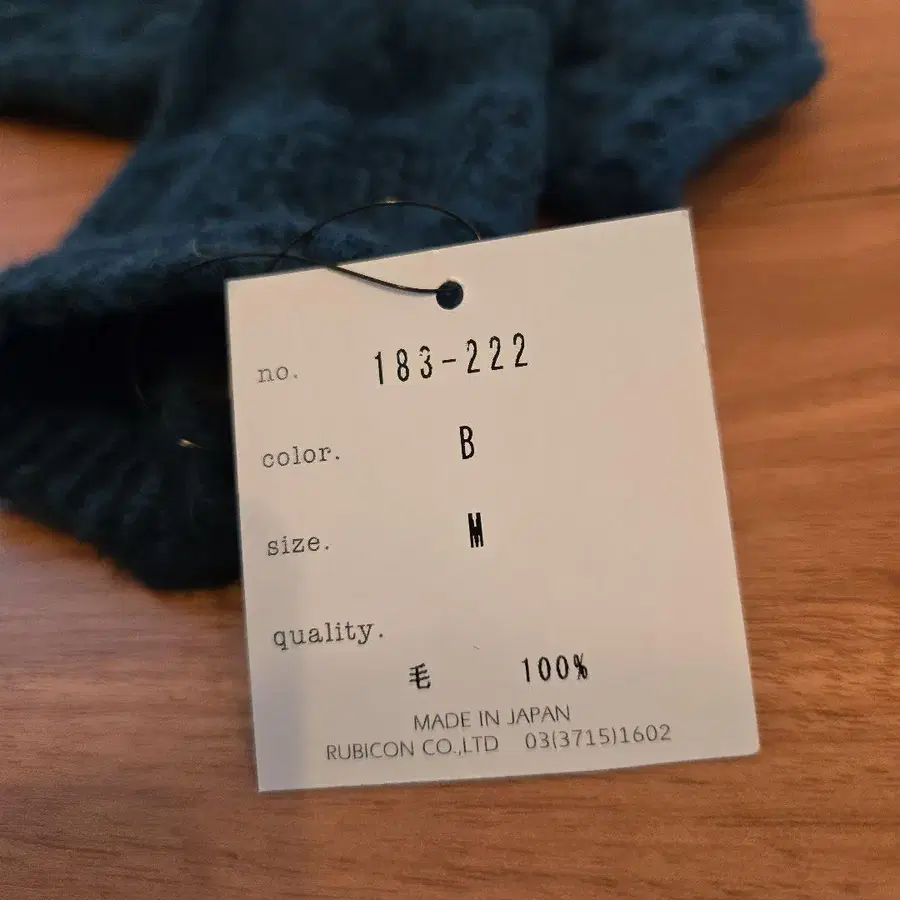 no. 183-222
color. B
size. M
quality.
毛 100%
MADE IN JAPAN
RUBICON CO.,LTD 03(3715)1602